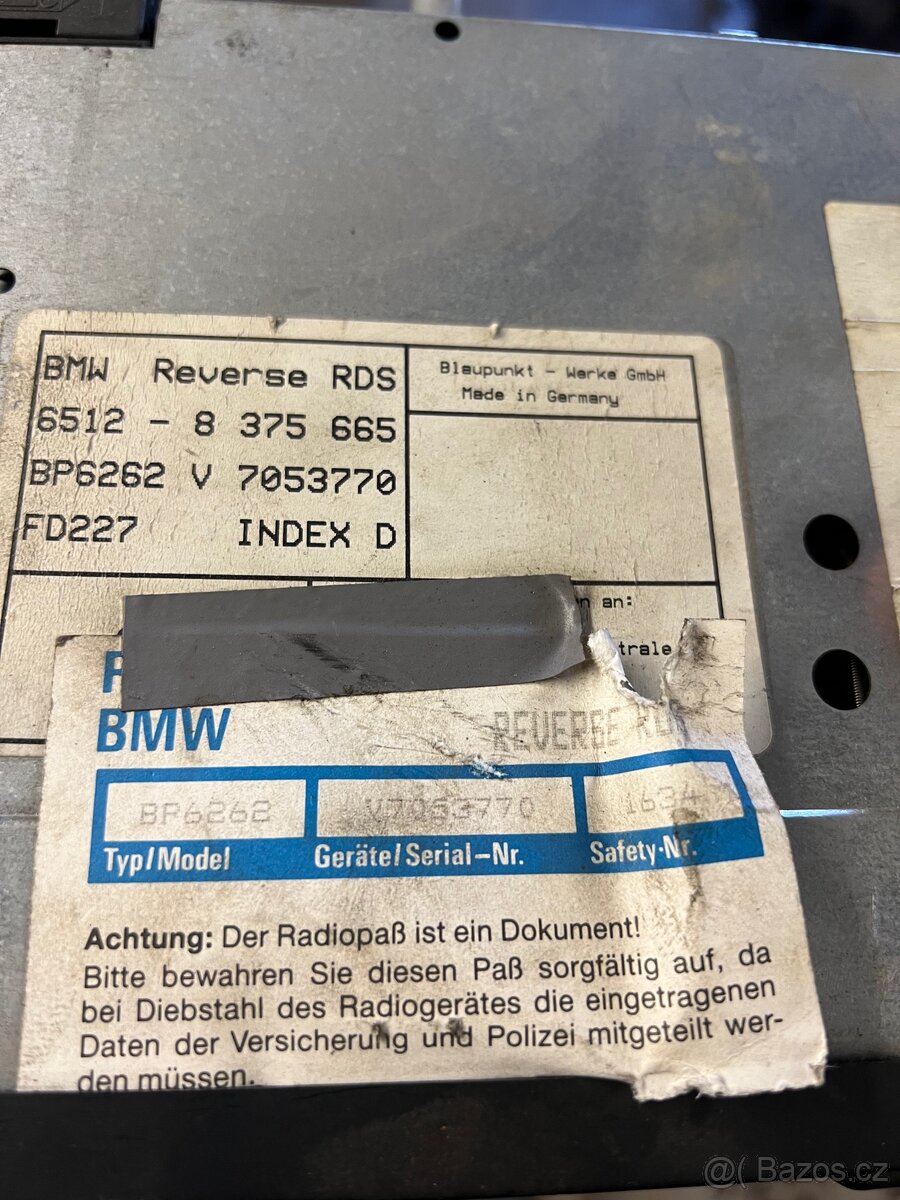 BMW Reverse RDS
6512 - 8 375 665
BP6262 V 7053770
FD227 INDEX D
Blaupunkt - Werke GmbH
Made in Germany
an:
BMW
REVERSE
BP6262
V7053770
1634
Typ/Model
Geräte/Serial-Nr.
Safety-Nr.
Achtung: Der Radiopaß ist ein Dokument!
Bitte bewahren Sie diesen Paß sorgfältig auf, da
bei Diebstahl des Radiogerätes die eingetragenen
Daten der Versicherung und Polizei mitgeteilt wer-
den müssen.
@( Bazos.cz